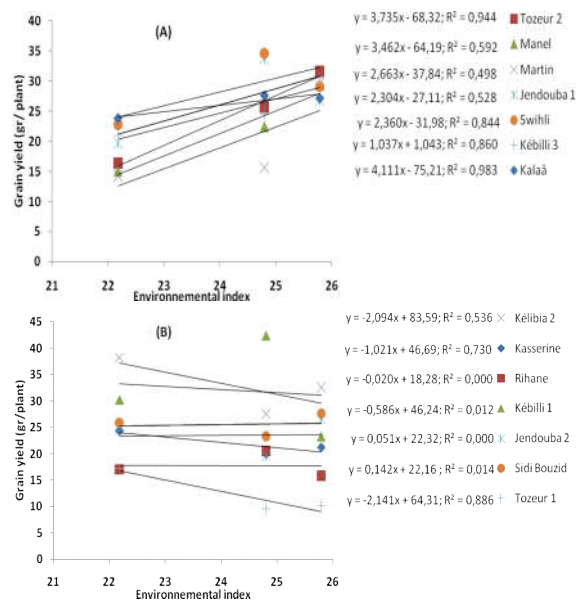 (A)
Grain yield (gr/ plant)
40
35
30
25
20
15
10
5
0
21 22 23 24 25 26
Environnemental index
y = 3,735x - 68,32; R² = 0,944 Tozeur 2
y = 3,462x - 64,19; R² = 0,592 Manel
y = 2,663x - 37,84; R² = 0,498 Martin
y = 2,304x - 27,11; R² = 0,528 Jendouba 1
y = 2,360x - 31,98; R² = 0,844 Swihli
y = 1,037x + 1,043; R² = 0,860 Kébilli 3
y = 4,111x - 75,21; R² = 0,983 Kalaâ
(B)
Grain yield (gr/plant)
45
40
35
30
25
20
15
10
5
0
21 22 23 24 25 26
Environnemental index
y = -2,094x + 83,59; R² = 0,536 Kélibia 2
y = -1,021x + 46,69; R² = 0,730 Kasserine
y = -0,020x + 18,28; R² = 0,000 Rihane
y = -0,586x + 46,24; R² = 0,012 Kébilli 1
y = 0,051x + 22,32; R² = 0,000 Jendouba 2
y = 0,142x + 22,16; R² = 0,014 Sidi Bouzid
y = -2,141x + 64,31; R² = 0,886 Tozeur 1